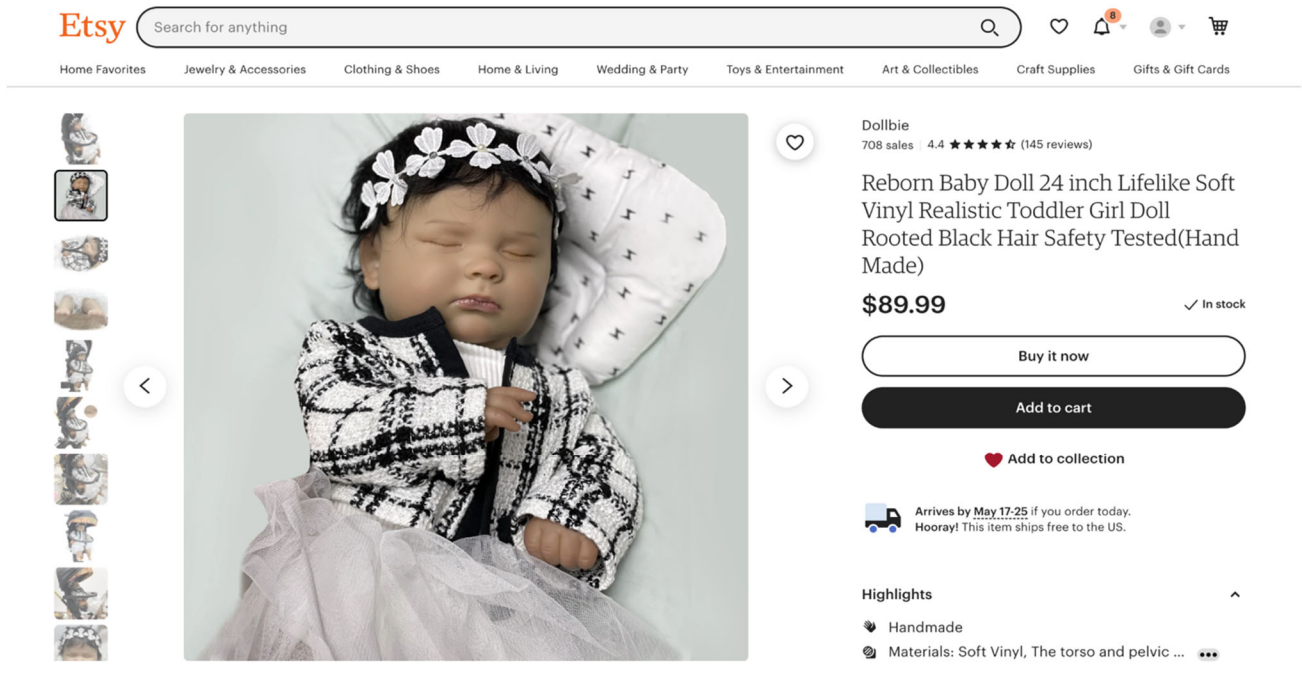 Etsy
Search for anything
8
Home Favorites
Jewelry & Accessories
Clothing & Shoes
Home & Living
Wedding & Party
Toys & Entertainment
Art & Collectibles
Craft Supplies
Gifts & Gift Cards
Dollbie
708 sales 4.4 ★★★★⯪ (145 reviews)
Reborn Baby Doll 24 inch Lifelike Soft
Vinyl Realistic Toddler Girl Doll
Rooted Black Hair Safety Tested(Hand
Made)
$89.99
In stock
Buy it now
Add to cart
Add to collection
Arrives by May 17-25 if you order today.
Hooray! This item ships free to the US.
Highlights
Handmade
Materials: Soft Vinyl, The torso and pelvic ...